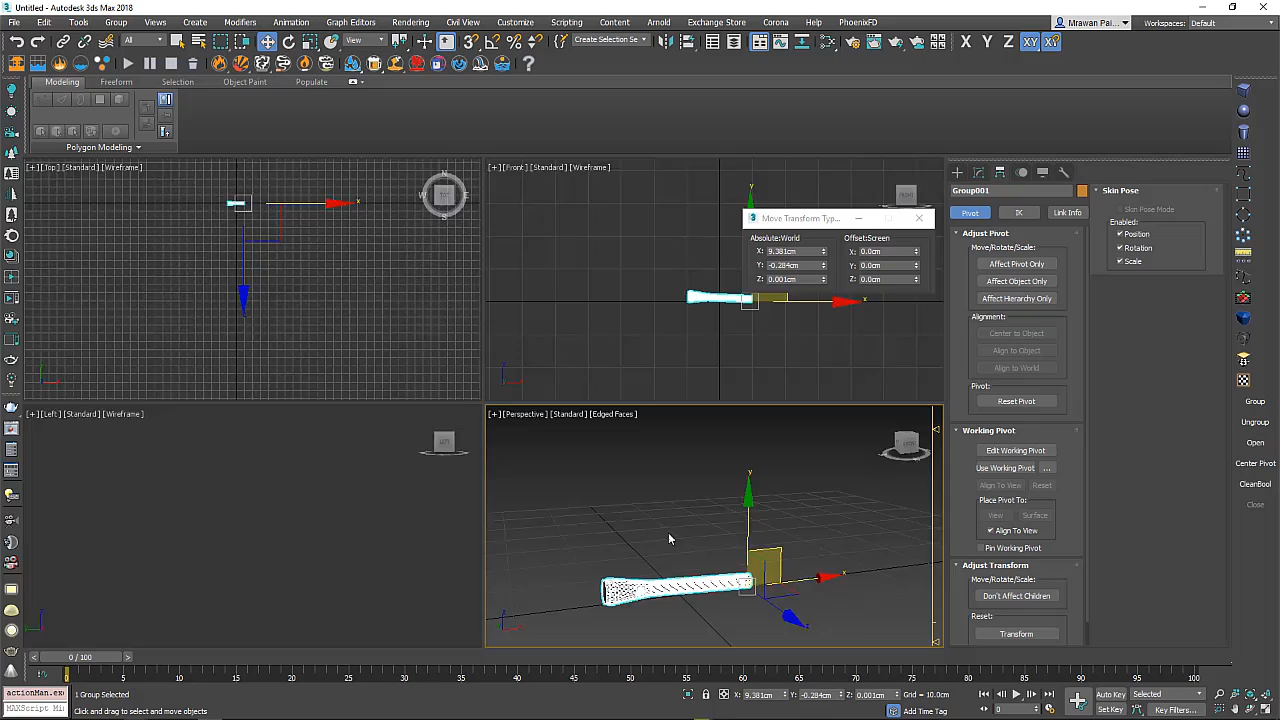 Untitled - Autodesk 3ds Max 2018
File Edit Tools Group Views Create Modifiers Animation Graph Editors Rendering Civil View Customize Scripting Content Arnold Exchange Store Corona PhoenixFD
Mrawan Pai... Workspaces: Default
All View Create Selection Se X Y Z XY XY
Modeling Freeform Selection Object Paint Populate
Polygon Modeling
[+] [Top] [Standard] [Wireframe]
[+] [Front] [Standard] [Wireframe]
N
W TOP E
S
x
FRONT
y
Move Transform Typ...
Absolute:World Offset:Screen
X: 9.381cm X: 0.0cm
Y: -0.284cm Y: 0.0cm
Z: 0.001cm Z: 0.0cm
x
[+] [Left] [Standard] [Wireframe]
LEFT
[+] [Perspective] [Standard] [Edged Faces]
y
x
z
Group001
Pivot IK Link Info
Adjust Pivot
Move/Rotate/Scale:
Affect Pivot Only
Affect Object Only
Affect Hierarchy Only
Alignment:
Center to Object
Align to Object
Align to World
Pivot:
Reset Pivot
Working Pivot
Edit Working Pivot
Use Working Pivot ...
Align To View Reset
Place Pivot To:
View Surface
Align To View
Pin Working Pivot
Adjust Transform
Move/Rotate/Scale:
Don't Affect Children
Reset:
Transform
Skin Pose
Skin Pose Mode
Enabled:
Position
Rotation
Scale
Group
Ungroup
Open
Center Pivot
CleanBool
Close
0 / 100
0 5 10 15 20 25 30 35 40 45 50 55 60 65 70 75 80 85 90 95 100
actionMan.exe
MAXScript Mi
1 Group Selected
Click and drag to select and move objects
X: 9.381cm Y: -0.284cm Z: 0.001cm Grid = 10.0cm
Add Time Tag
0
Auto Key Selected
Set Key Key Filters...